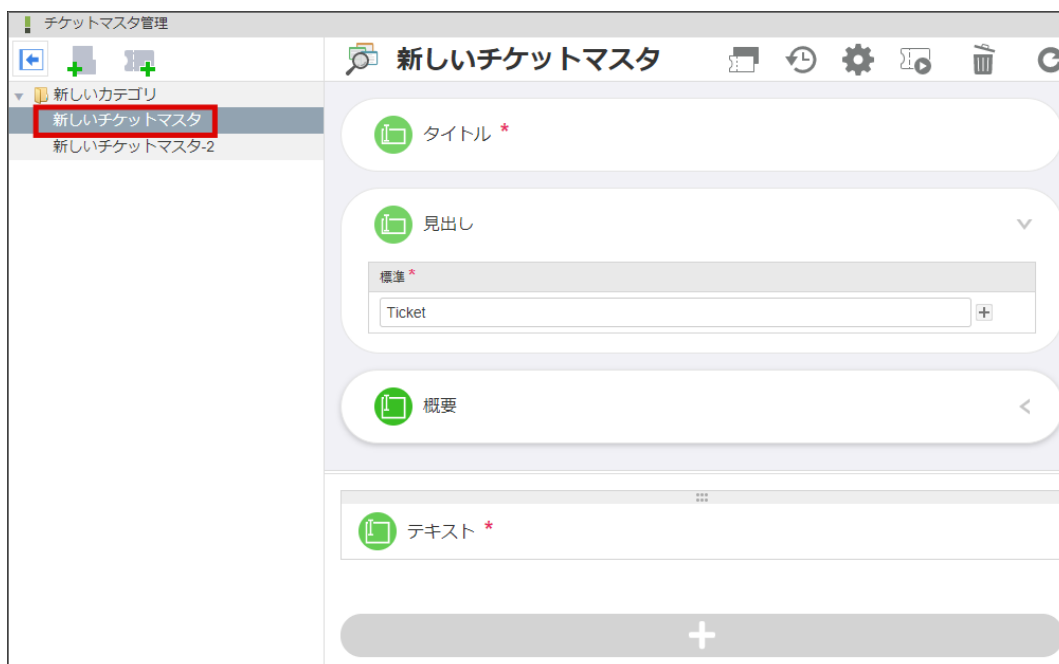 チケットマスタ管理
新しいチケットマスタ
新しいカテゴリ
新しいチケットマスタ
新しいチケットマスタ-2
タイトル *
見出し
標準 *
Ticket
概要
テキスト *